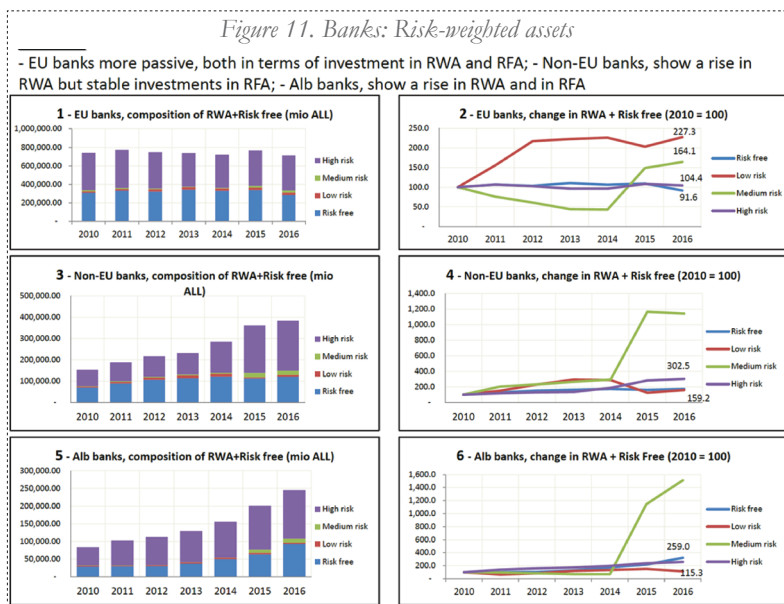 Figure 11. Banks: Risk-weighted assets
- EU banks more passive, both in terms of investment in RWA and RFA; - Non-EU banks, show a rise in
RWA but stable investments in RFA; - Alb banks, show a rise in RWA and in RFA
1 - EU banks, composition of RWA+Risk free (mio ALL)
1,000,000.00
800,000.00
600,000.00
400,000.00
200,000.00
-
2010 2011 2012 2013 2014 2015 2016
High risk
Medium risk
Low risk
Risk free
2 - EU banks, change in RWA + Risk free (2010 = 100)
250.0
200.0
150.0
100.0
50.0
-
2010 2011 2012 2013 2014 2015 2016
227.3
164.1
104.4
91.6
Risk free
Low risk
Medium risk
High risk
3 - Non-EU banks, composition of RWA+Risk free (mio
ALL)
500,000.00
400,000.00
300,000.00
200,000.00
100,000.00
-
2010 2011 2012 2013 2014 2015 2016
High risk
Medium risk
Low risk
Risk free
4 - Non-EU banks, change in RWA + Risk free (2010 = 100)
1,400.0
1,200.0
1,000.0
800.0
600.0
400.0
200.0
-
2010 2011 2012 2013 2014 2015 2016
302.5
159.2
Risk free
Low risk
Medium risk
High risk
5 - Alb banks, composition of RWA+Risk free (mio ALL)
300,000.00
250,000.00
200,000.00
150,000.00
100,000.00
50,000.00
-
2010 2011 2012 2013 2014 2015 2016
High risk
Medium risk
Low risk
Risk free
6 - Alb banks, change in RWA + Risk Free (2010 = 100)
1,600.0
1,400.0
1,200.0
1,000.0
800.0
600.0
400.0
200.0
-
2010 2011 2012 2013 2014 2015 2016
259.0
115.3
Risk free
Low risk
Medium risk
High risk